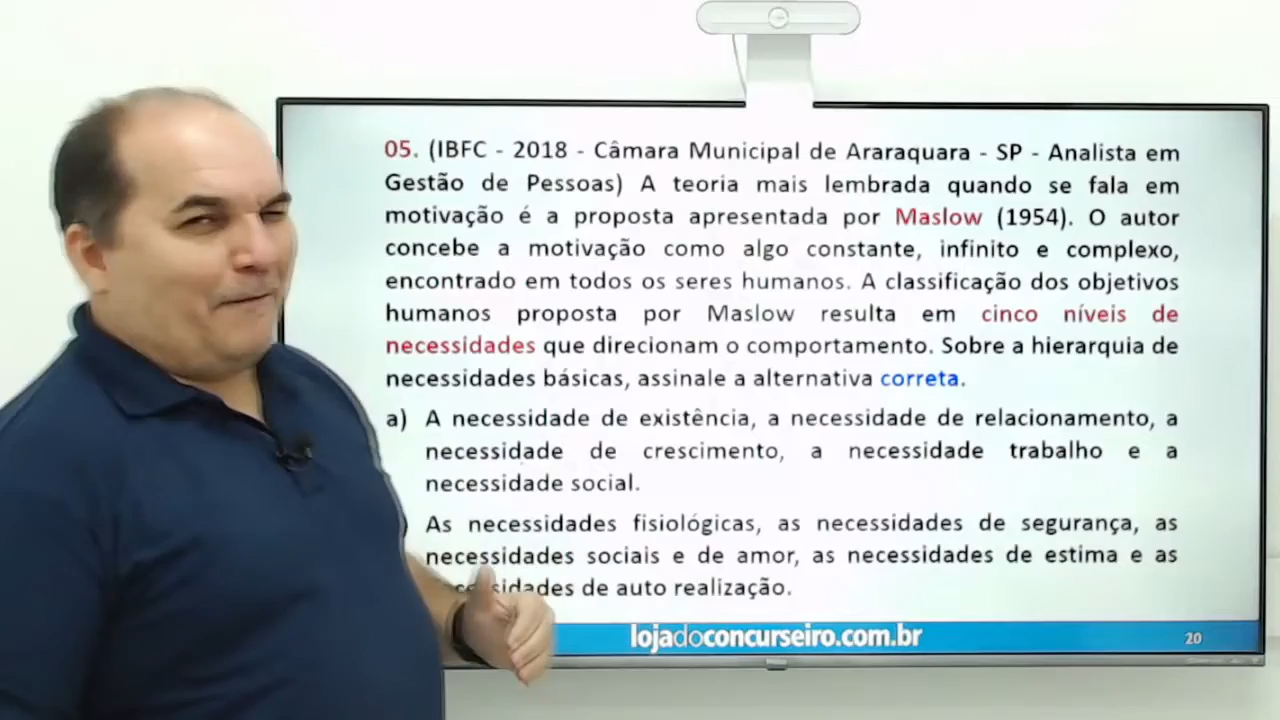 05. (IBFC - 2018 - Câmara Municipal de Araraquara - SP - Analista em
Gestão de Pessoas) A teoria mais lembrada quando se fala em
motivação é a proposta apresentada por Maslow (1954). O autor
concebe a motivação como algo constante, infinito e complexo,
encontrado em todos os seres humanos. A classificação dos objetivos
humanos proposta por Maslow resulta em cinco níveis de
necessidades que direcionam o comportamento. Sobre a hierarquia de
necessidades básicas, assinale a alternativa correta.
a) A necessidade de existência, a necessidade de relacionamento, a
necessidade de crescimento, a necessidade trabalho e a
necessidade social.
) As necessidades fisiológicas, as necessidades de segurança, as
necessidades sociais e de amor, as necessidades de estima e as
de auto realização.
lojadoconcurseiro.com.br
20